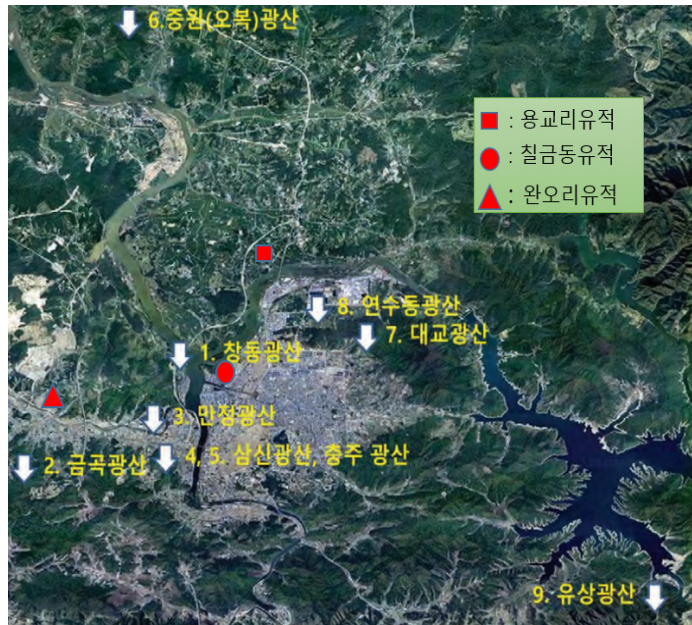 6.중원(오복)광산
: 용교리유적
: 칠금동유적
: 완오리유적
8. 연수동광산
7. 대교광산
1. 창동광산
3. 만정광산
4, 5. 삼신광산, 충주 광산
2. 금곡광산
9. 유상광산